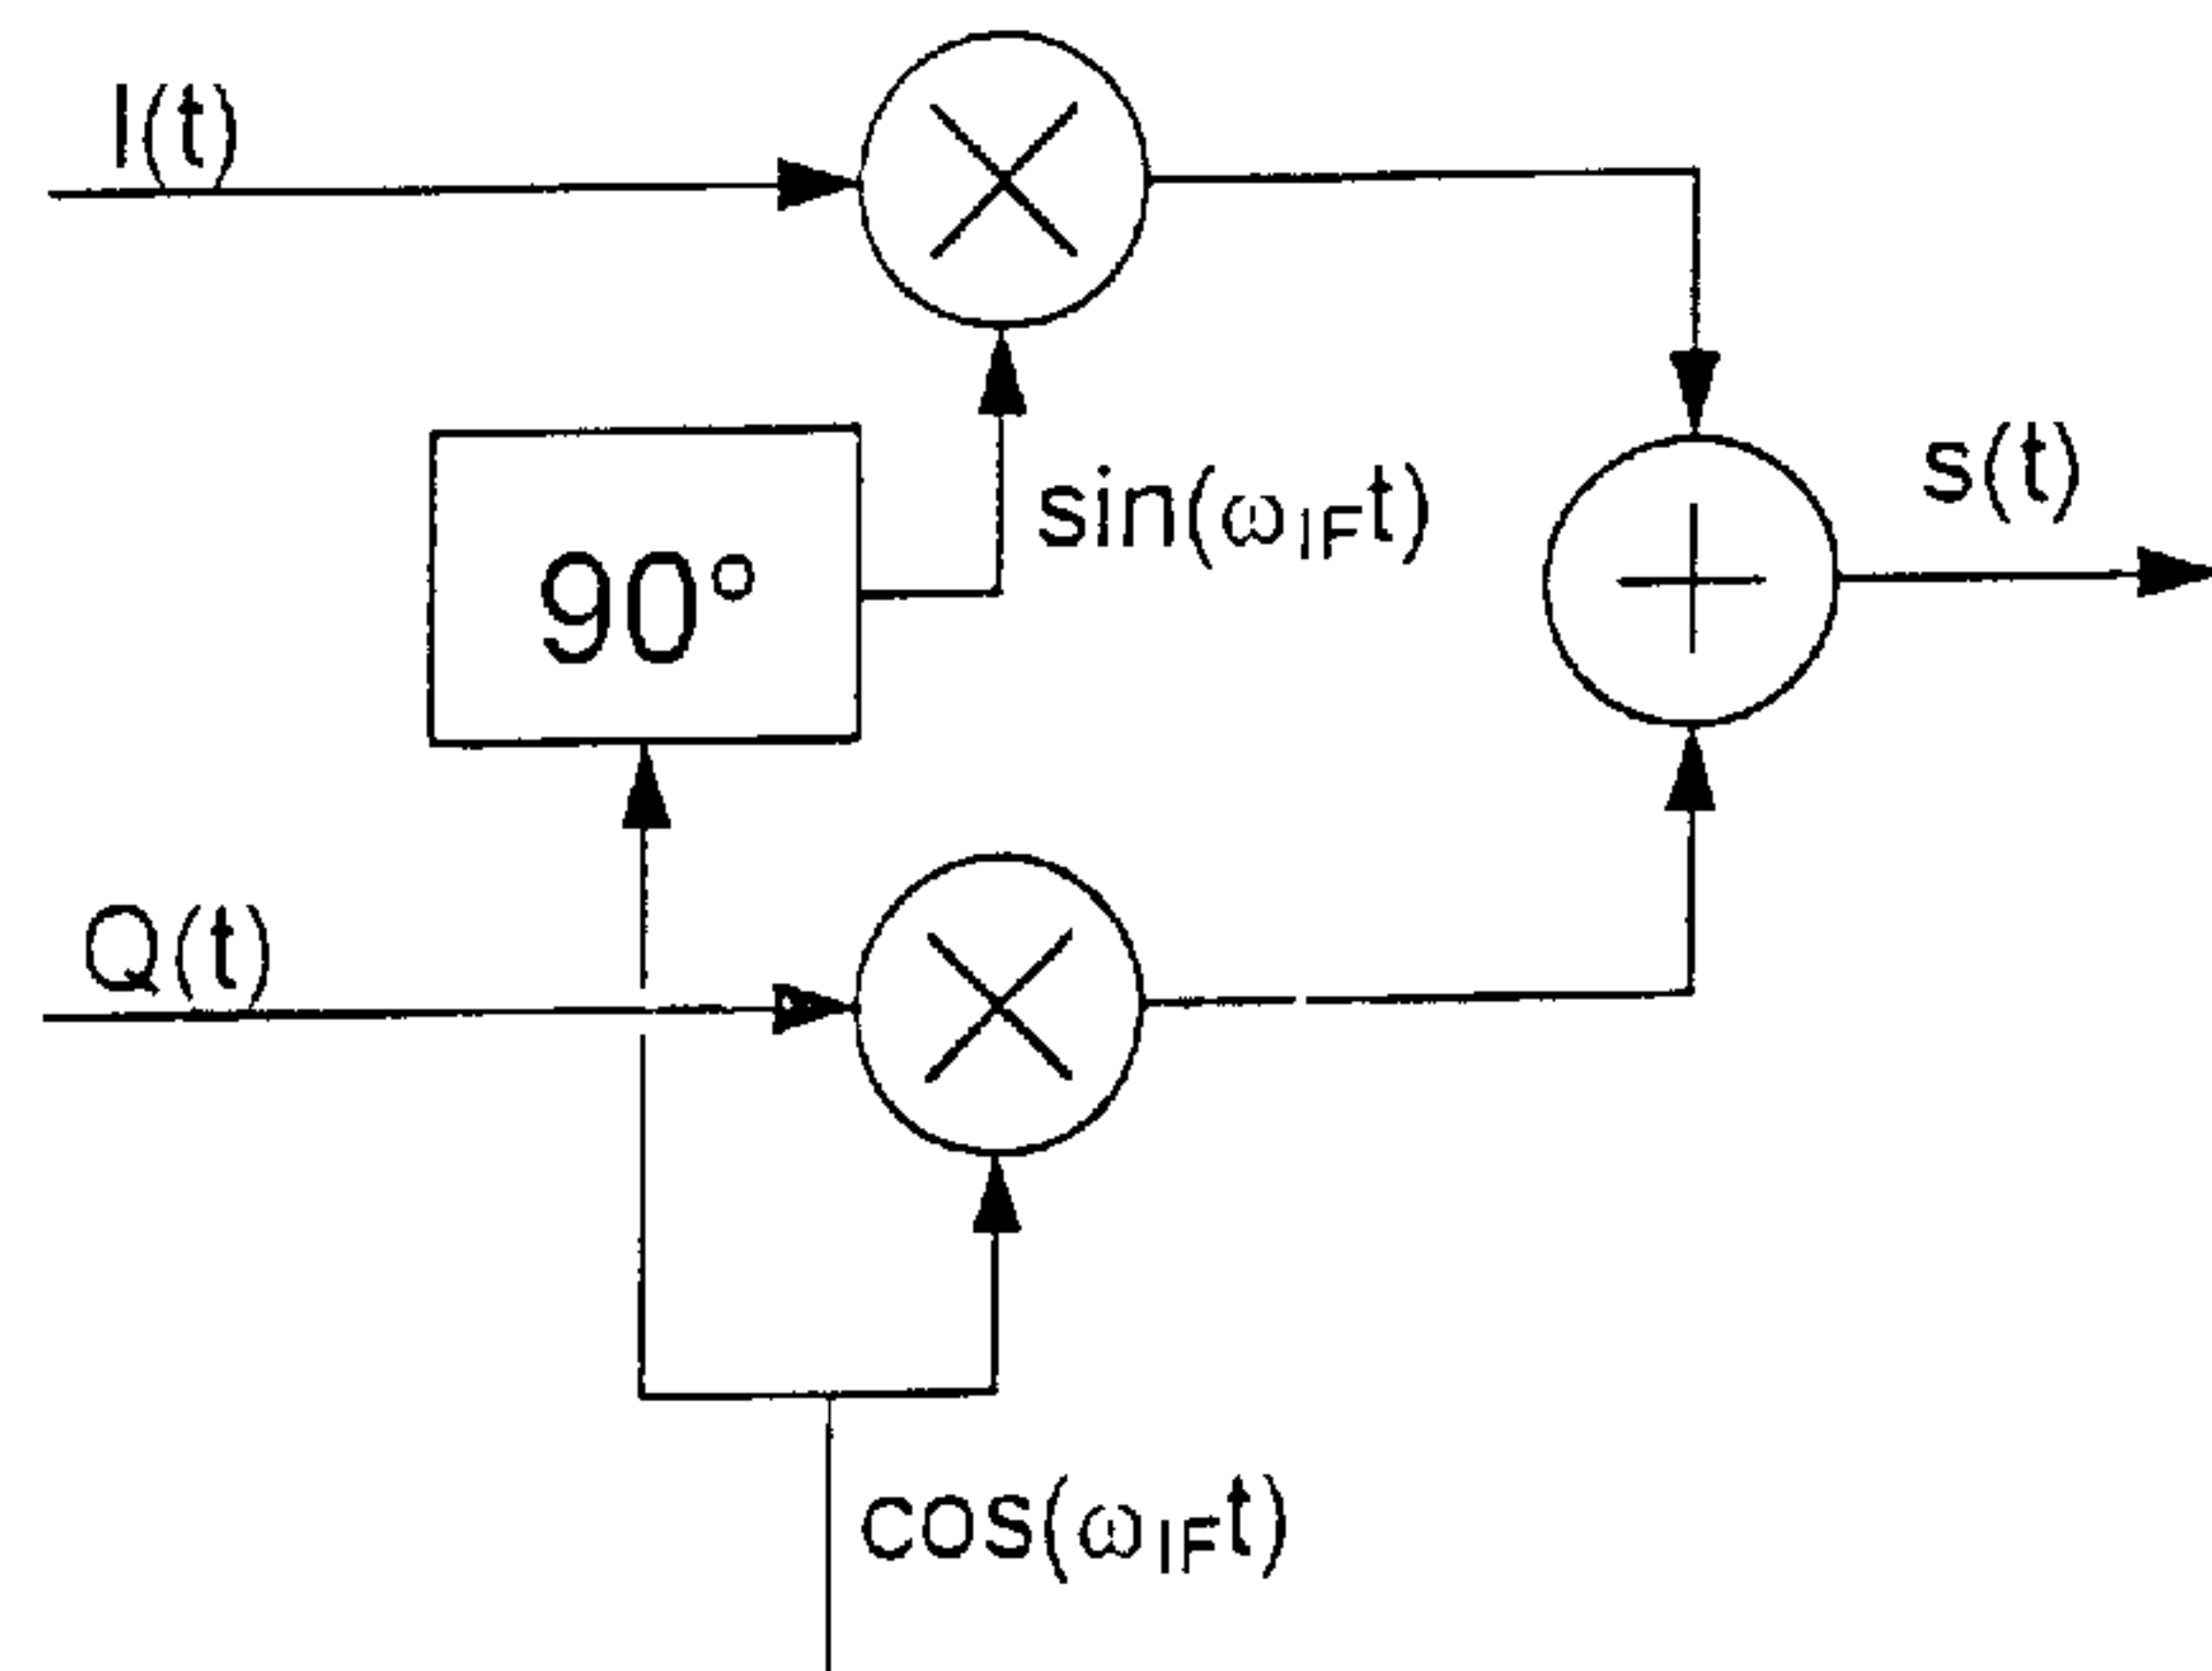 I(t)
sin(ω_IF t)
s(t)
90°
Q(t)
cos(ω_IF t)